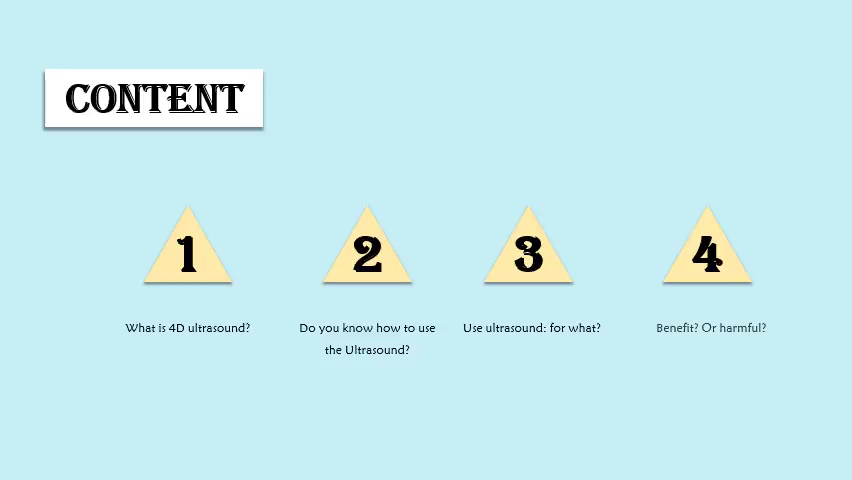 CONTENT
1
2
3
4
What is 4D ultrasound?
Do you know how to use
the Ultrasound?
Use ultrasound: for what?
Benefit? Or harmful?